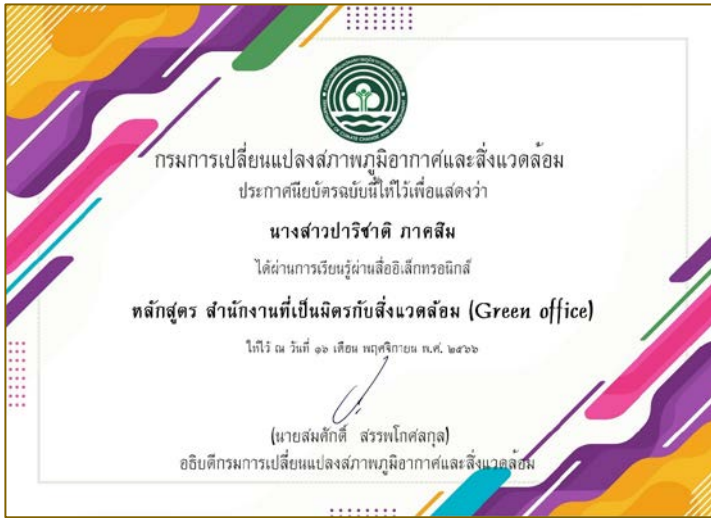 DEPARTMENT OF CLIMATE CHANGE AND ENVIRONMENT
กรมการเปลี่ยนแปลงสภาพภูมิอากาศและสิ่งแวดล้อม
ประกาศนียบัตรฉบับนี้ให้ไว้เพื่อแสดงว่า
นางสาวปาริชาติ ภาคสีม
ได้ผ่านการเรียนรู้ผ่านสื่ออิเล็กทรอนิกส์
หลักสูตร สำนักงานที่เป็นมิตรกับสิ่งแวดล้อม (Green office)
ให้ไว้ ณ วันที่ ๑๖ เดือน พฤศจิกายน พ.ศ. ๒๕๖๖
(นายสมศักดิ์ สรรพโกศลกุล)
อธิบดีกรมการเปลี่ยนแปลงสภาพภูมิอากาศและสิ่งแวดล้อม